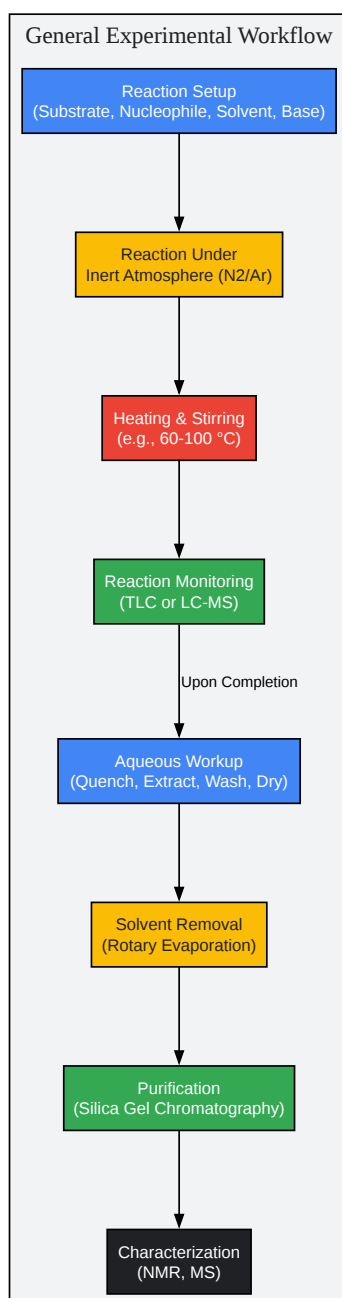 General Experimental Workflow
Reaction Setup
(Substrate, Nucleophile, Solvent, Base)
Reaction Under
Inert Atmosphere (N2/Ar)
Heating & Stirring
(e.g., 60-100 °C)
Reaction Monitoring
(TLC or LC-MS)
Upon Completion
Aqueous Workup
(Quench, Extract, Wash, Dry)
Solvent Removal
(Rotary Evaporation)
Purification
(Silica Gel Chromatography)
Characterization
(NMR, MS)